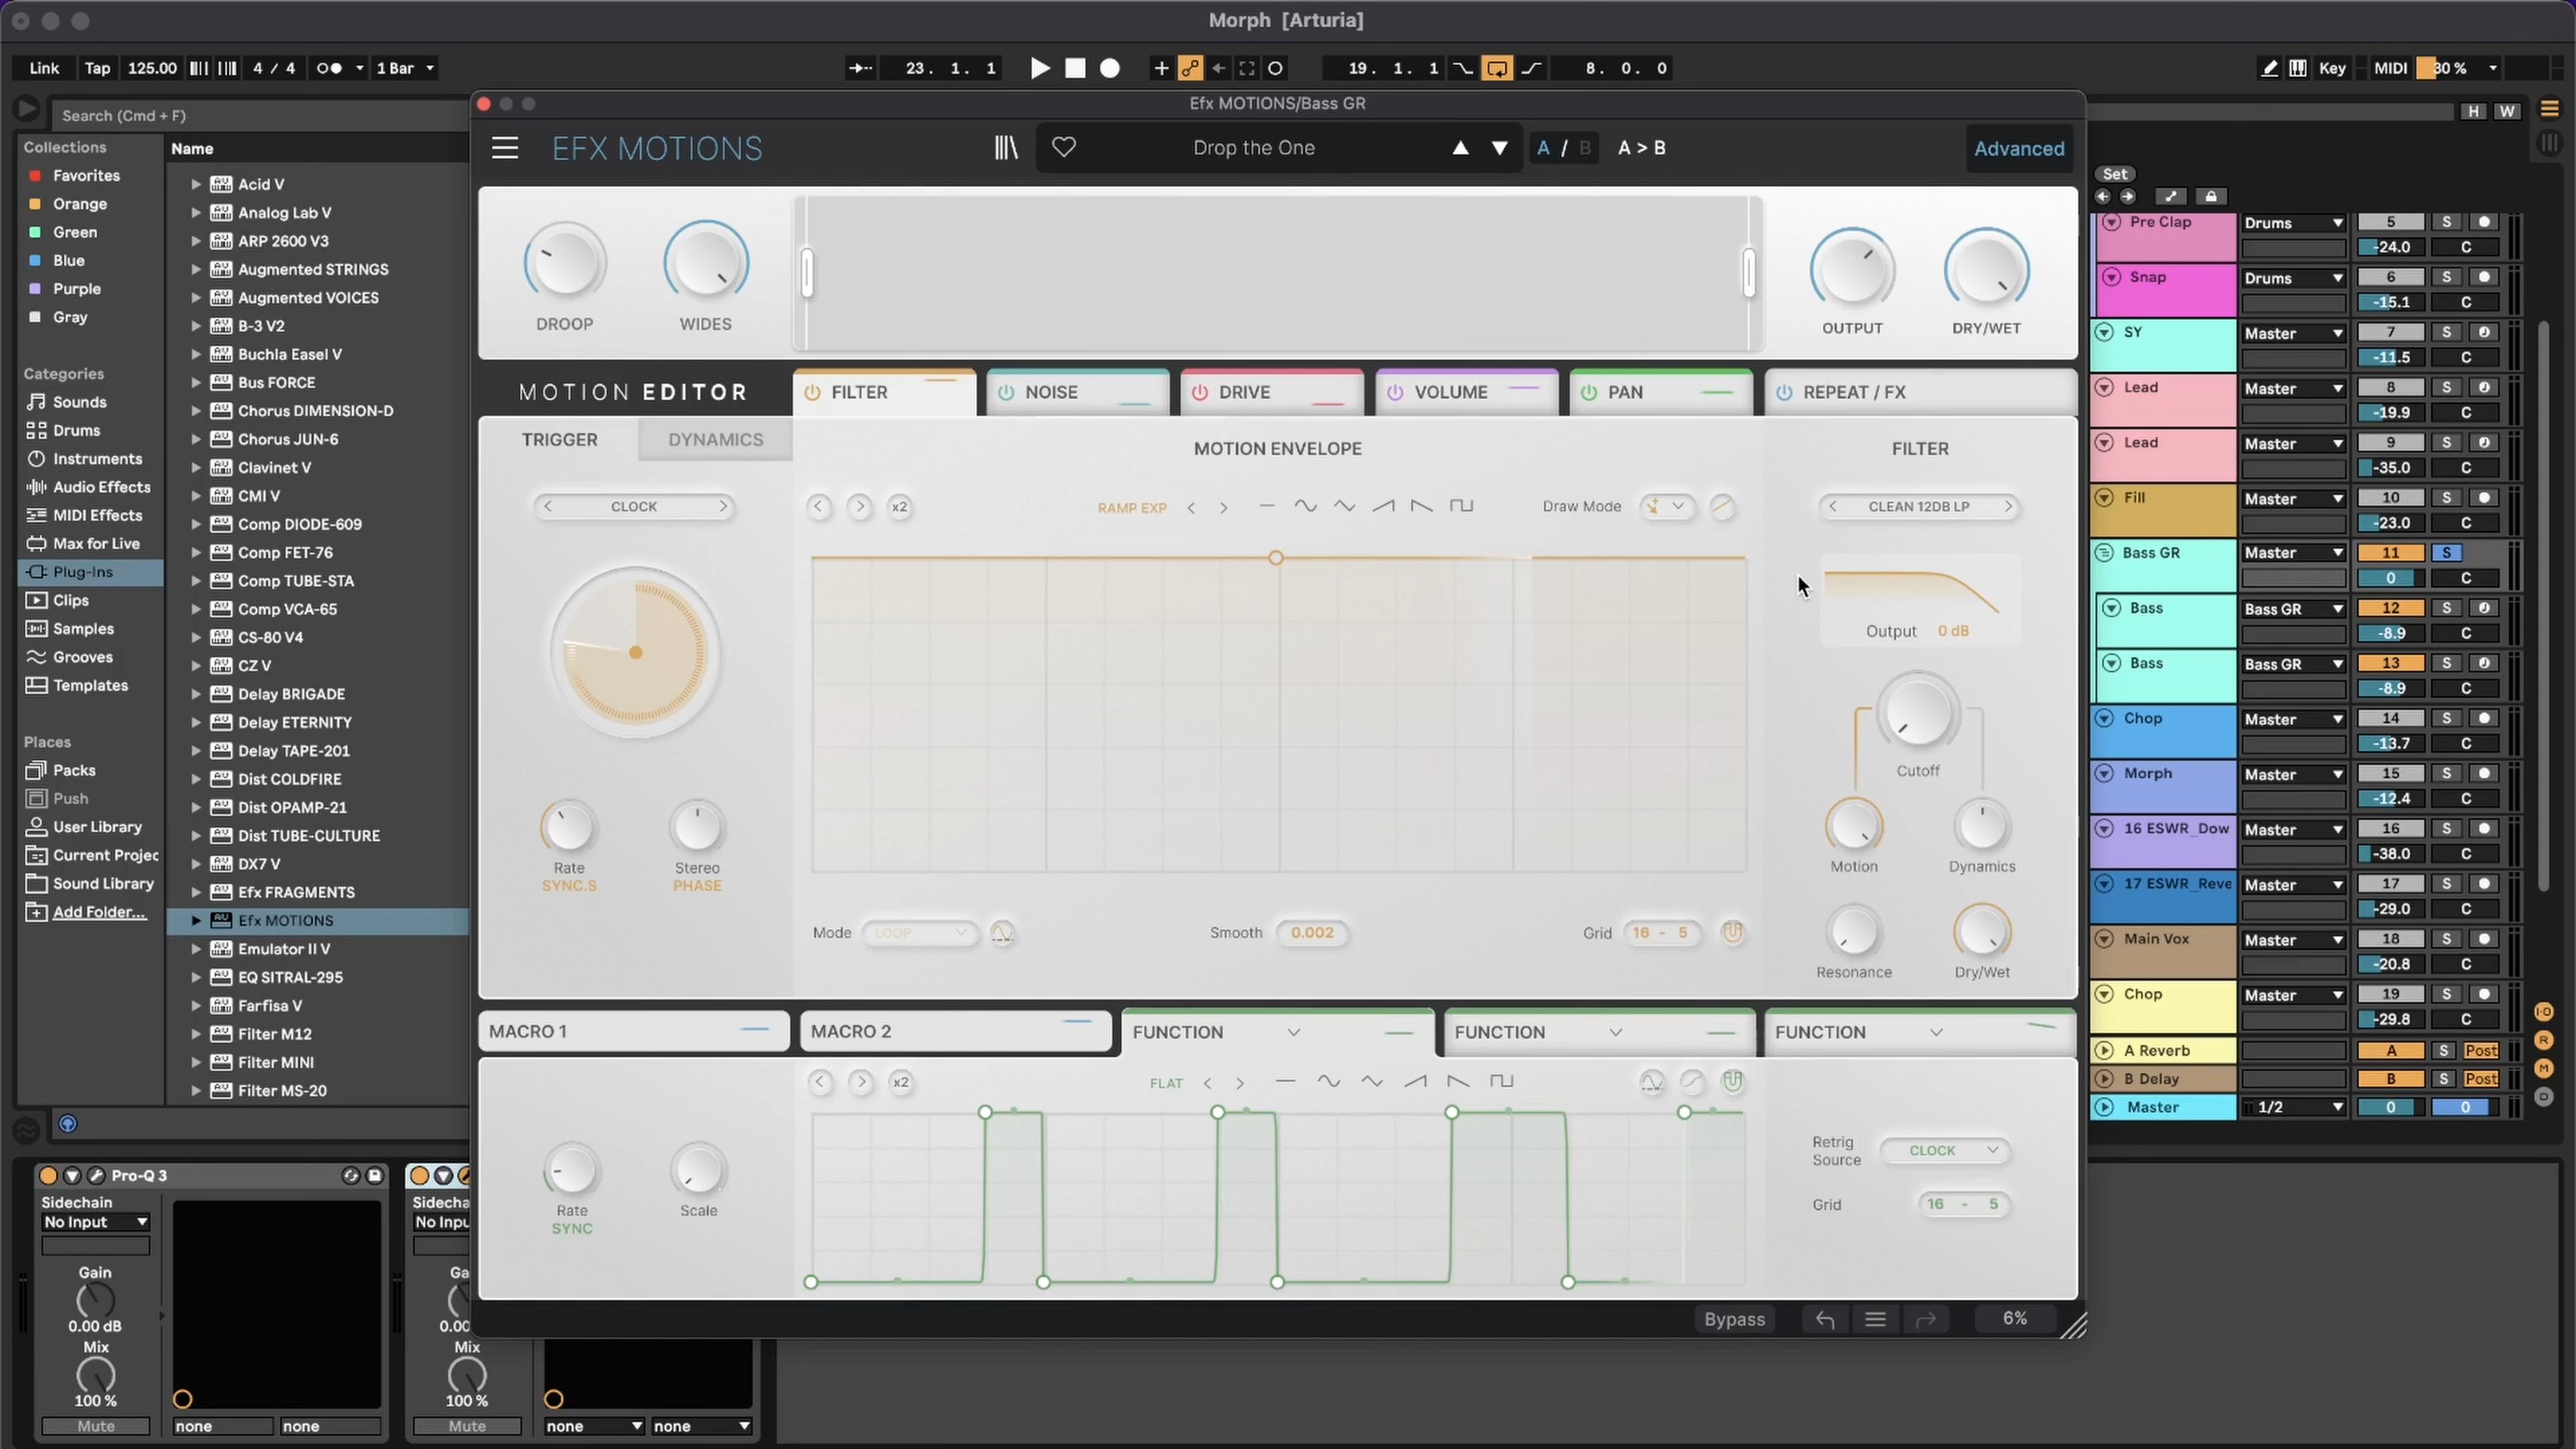 Morph [Arturia]
Link Tap 125.00 4 / 4 1 Bar 23. 1. 1 19. 1. 1 8. 0. 0 Key MIDI 30 %
Search (Cmd + F)
Efx MOTIONS/Bass GR
H W
Collections
Favorites
Orange
Green
Blue
Purple
Gray
Categories
Sounds
Drums
Instruments
Audio Effects
MIDI Effects
Max for Live
Plug-Ins
Clips
Samples
Grooves
Templates
Places
Packs
Push
User Library
Current Projec
Sound Library
Add Folder...
Name
Acid V
Analog Lab V
ARP 2600 V3
Augmented STRINGS
Augmented VOICES
B-3 V2
Buchla Easel V
Bus FORCE
Chorus DIMENSION-D
Chorus JUN-6
Clavinet V
CMI V
Comp DIODE-609
Comp FET-76
Comp TUBE-STA
Comp VCA-65
CS-80 V4
CZ V
Delay BRIGADE
Delay ETERNITY
Delay TAPE-201
Dist COLDFIRE
Dist OPAMP-21
Dist TUBE-CULTURE
DX7 V
Efx FRAGMENTS
Efx MOTIONS
Emulator II V
EQ SITRAL-295
Farfisa V
Filter M12
Filter MINI
Filter MS-20
EFX MOTIONS Drop the One A / B A > B Advanced
DROOP WIDES OUTPUT DRY/WET
MOTION EDITOR FILTER NOISE DRIVE VOLUME PAN REPEAT / FX
TRIGGER DYNAMICS MOTION ENVELOPE FILTER
CLOCK x2 RAMP EXP Draw Mode CLEAN 12DB LP
Output 0 dB
Cutoff
Rate Stereo Motion Dynamics
SYNC.S PHASE
Mode LOOP Smooth 0.002 Grid 16 - 5
Resonance Dry/Wet
MACRO 1 MACRO 2 FUNCTION FUNCTION FUNCTION
x2 FLAT
Retrig
Source CLOCK
Rate Scale Grid 16 - 5
SYNC
Bypass 6%
Set
Pre Clap Drums 5 S
-24.0 C
Snap Drums 6 S
-15.1 C
SY Master 7 S
-11.5 C
Lead Master 8 S
-19.9 C
Lead Master 9 S
-35.0 C
Fill Master 10 S
-23.0 C
Bass GR Master 11 S
0 C
Bass Bass GR 12 S
-8.9 C
Bass Bass GR 13 S
-8.9 C
Chop Master 14 S
-13.7 C
Morph Master 15 S
-12.4 C
16 ESWR_Dow Master 16 S
-38.0 C
17 ESWR_Reve Master 17 S
-29.0 C
Main Vox Master 18 S
-20.8 C
Chop Master 19 S
-29.8 C
A Reverb A S Post
B Delay B S Post
Master 1/2 0 0
I·O
R
M
D
Pro-Q 3
Sidechain Sidecha
No Input No Inpu
Gain Ga
0.00 dB 0.00
Mix Mix
100 % 100 %
Mute none none Mute none none